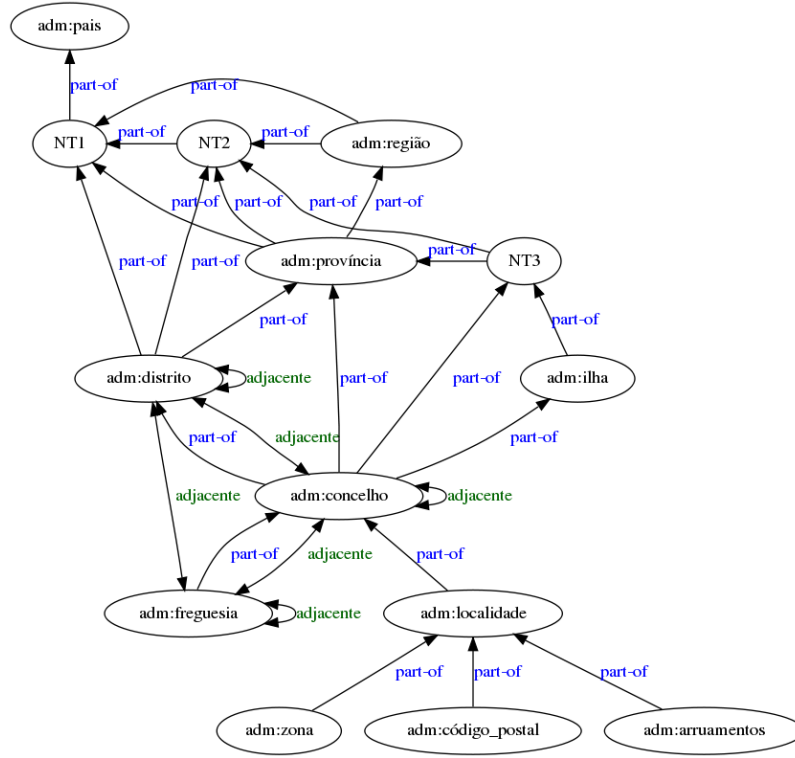 adm:pais
part-of
part-of
NT1
part-of
NT2
part-of
adm:região
part-of
part-of
part-of
part-of
part-of
part-of
adm:província
part-of
NT3
part-of
part-of
adm:distrito
adjacente
part-of
part-of
adm:ilha
part-of
adjacente
part-of
adjacente
adm:concelho
adjacente
part-of
adjacente
part-of
adm:freguesia
adjacente
adm:localidade
part-of
part-of
part-of
adm:zona
adm:código_postal
adm:arruamentos